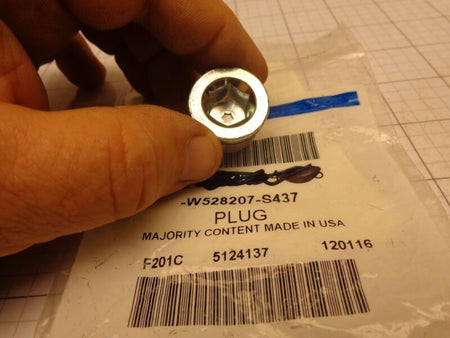 -W528207-S437
PLUG
MAJORITY CONTENT MADE IN USA
F201C 5124137 120116